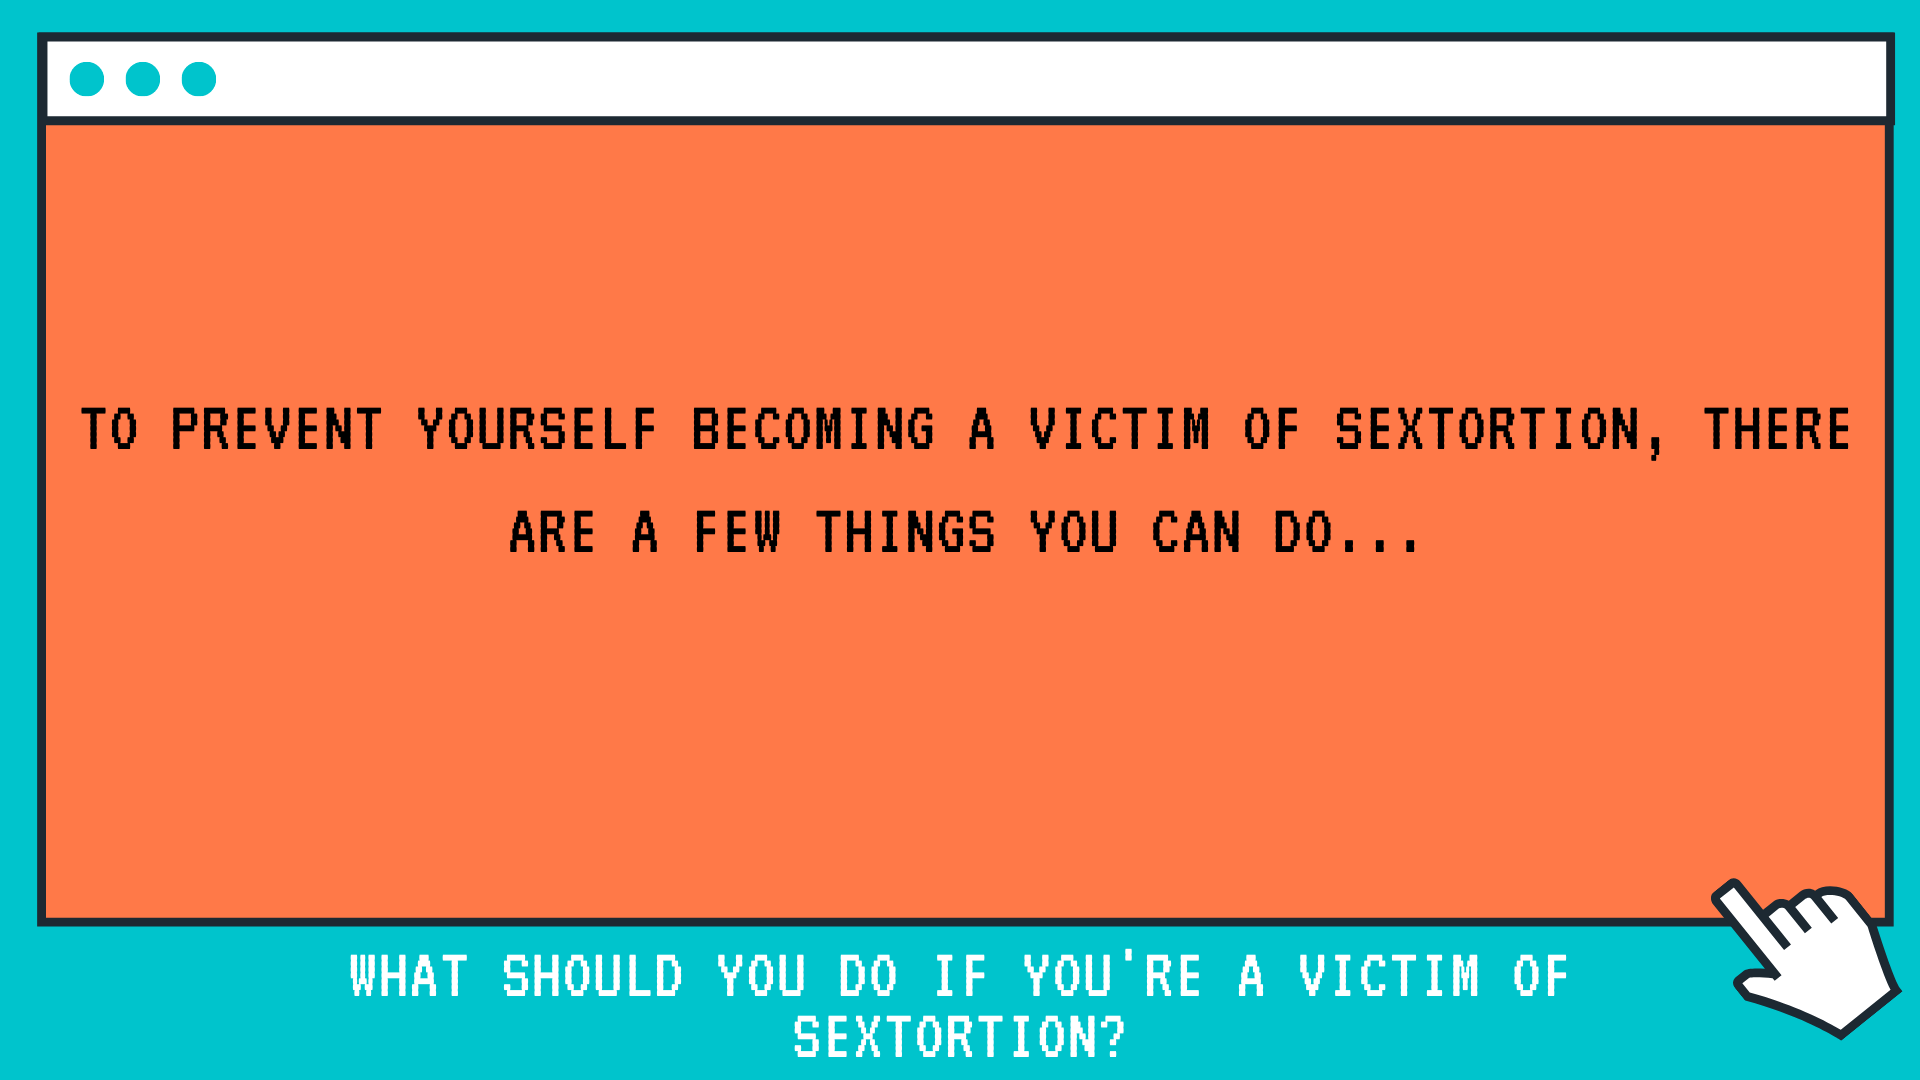 TO PREVENT YOURSELF BECOMING A VICTIM OF SEXTORTION, THERE
ARE A FEW THINGS YOU CAN DO...
WHAT SHOULD YOU DO IF YOU'RE A VICTIM OF
SEXTORTION?